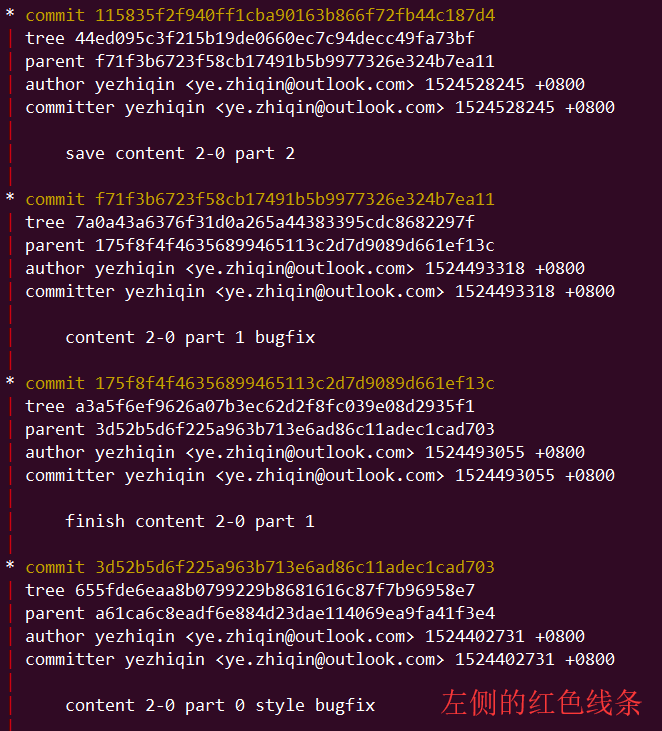 * commit 115835f2f940ff1cba90163b866f72fb44c187d4
| tree 44ed095c3f215b19de0660ec7c94decc49fa73bf
| parent f71f3b6723f58cb17491b5b9977326e324b7ea11
| author yezhiqin <ye.zhiqin@outlook.com> 1524528245 +0800
| committer yezhiqin <ye.zhiqin@outlook.com> 1524528245 +0800
|
|     save content 2-0 part 2
|
* commit f71f3b6723f58cb17491b5b9977326e324b7ea11
| tree 7a0a43a6376f31d0a265a44383395cdc8682297f
| parent 175f8f4f46356899465113c2d7d9089d661ef13c
| author yezhiqin <ye.zhiqin@outlook.com> 1524493318 +0800
| committer yezhiqin <ye.zhiqin@outlook.com> 1524493318 +0800
|
|     content 2-0 part 1 bugfix
|
* commit 175f8f4f46356899465113c2d7d9089d661ef13c
| tree a3a5f6ef9626a07b3ec62d2f8fc039e08d2935f1
| parent 3d52b5d6f225a963b713e6ad86c11adec1cad703
| author yezhiqin <ye.zhiqin@outlook.com> 1524493055 +0800
| committer yezhiqin <ye.zhiqin@outlook.com> 1524493055 +0800
|
|     finish content 2-0 part 1
|
* commit 3d52b5d6f225a963b713e6ad86c11adec1cad703
| tree 655fde6eaa8b0799229b8681616c87f7b96958e7
| parent a61ca6c8eadf6e884d23dae114069ea9fa41f3e4
| author yezhiqin <ye.zhiqin@outlook.com> 1524402731 +0800
| committer yezhiqin <ye.zhiqin@outlook.com> 1524402731 +0800
|
|     content 2-0 part 0 style bugfix
|
左侧的红色线条